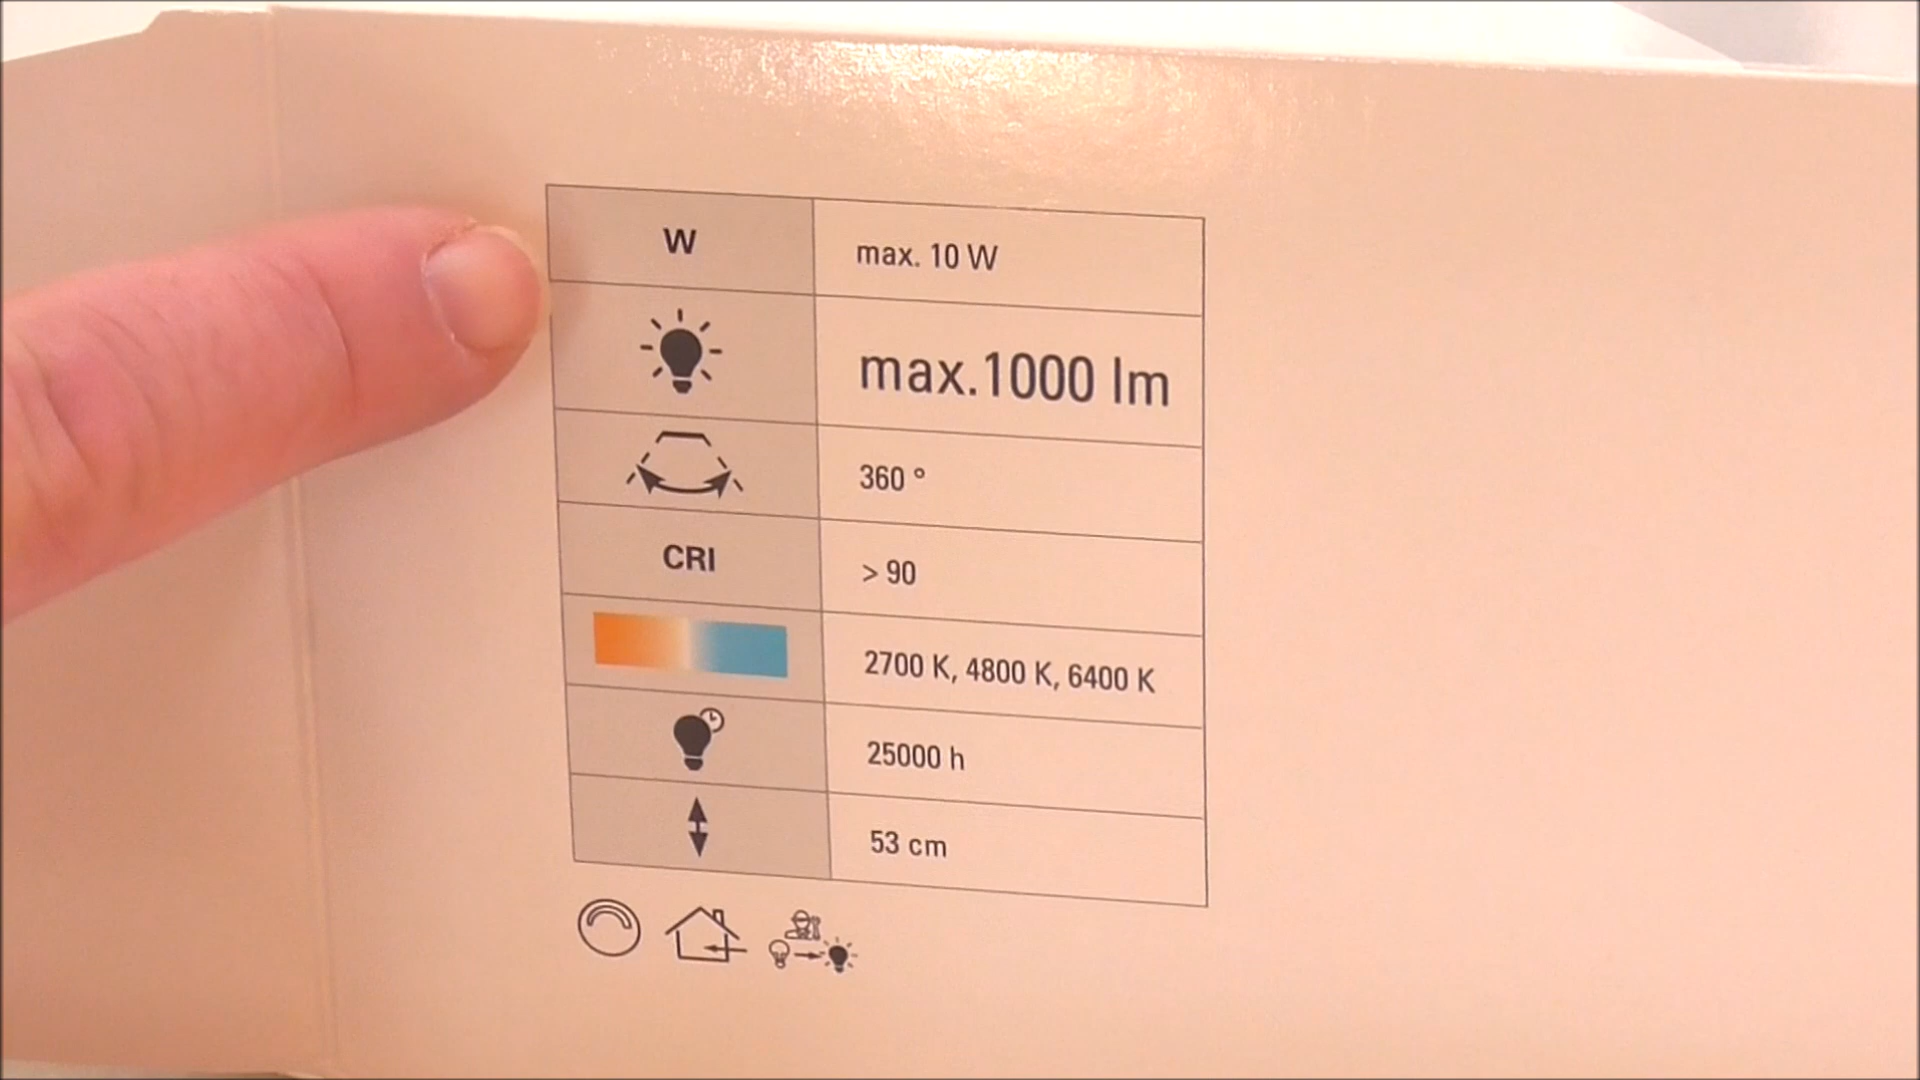 W max. 10 W
max.1000 lm
360 °
CRI > 90
2700 K, 4800 K, 6400 K
25000 h
53 cm